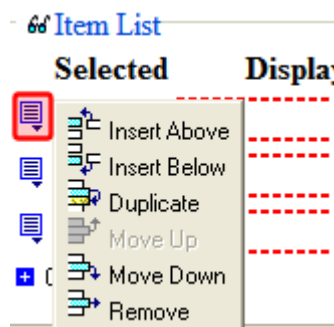 Item List
Selected Display
Insert Above
Insert Below
Duplicate
Move Up
Move Down
Remove